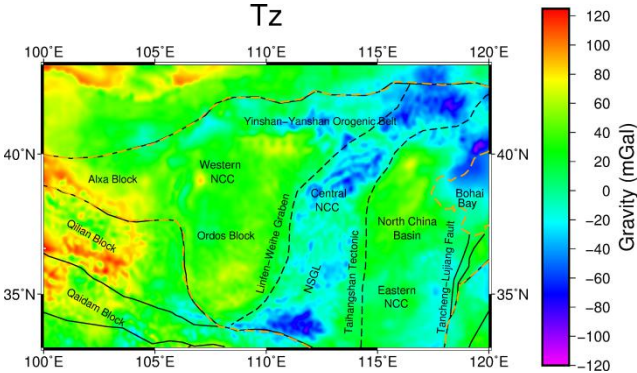 Tz
100°E 105°E 110°E 115°E 120°E
120
100
80
60
40
20
0
−20
−40
−60
−80
−100
−120
Gravity (mGal)
Yinshan−Yanshan Orogenic Belt
40°N
40°N
Western
NCC
Alxa Block
Central
NCC
Bohai
Bay
Qilian Block
Ordos Block
Linfen−Weihe Graben
North China
Basin
NSGL
Taihangshan Tectonic
Tancheng−Lujiang Fault
Qaidam Block
Eastern
NCC
35°N
35°N
100°E 105°E 110°E 115°E 120°E